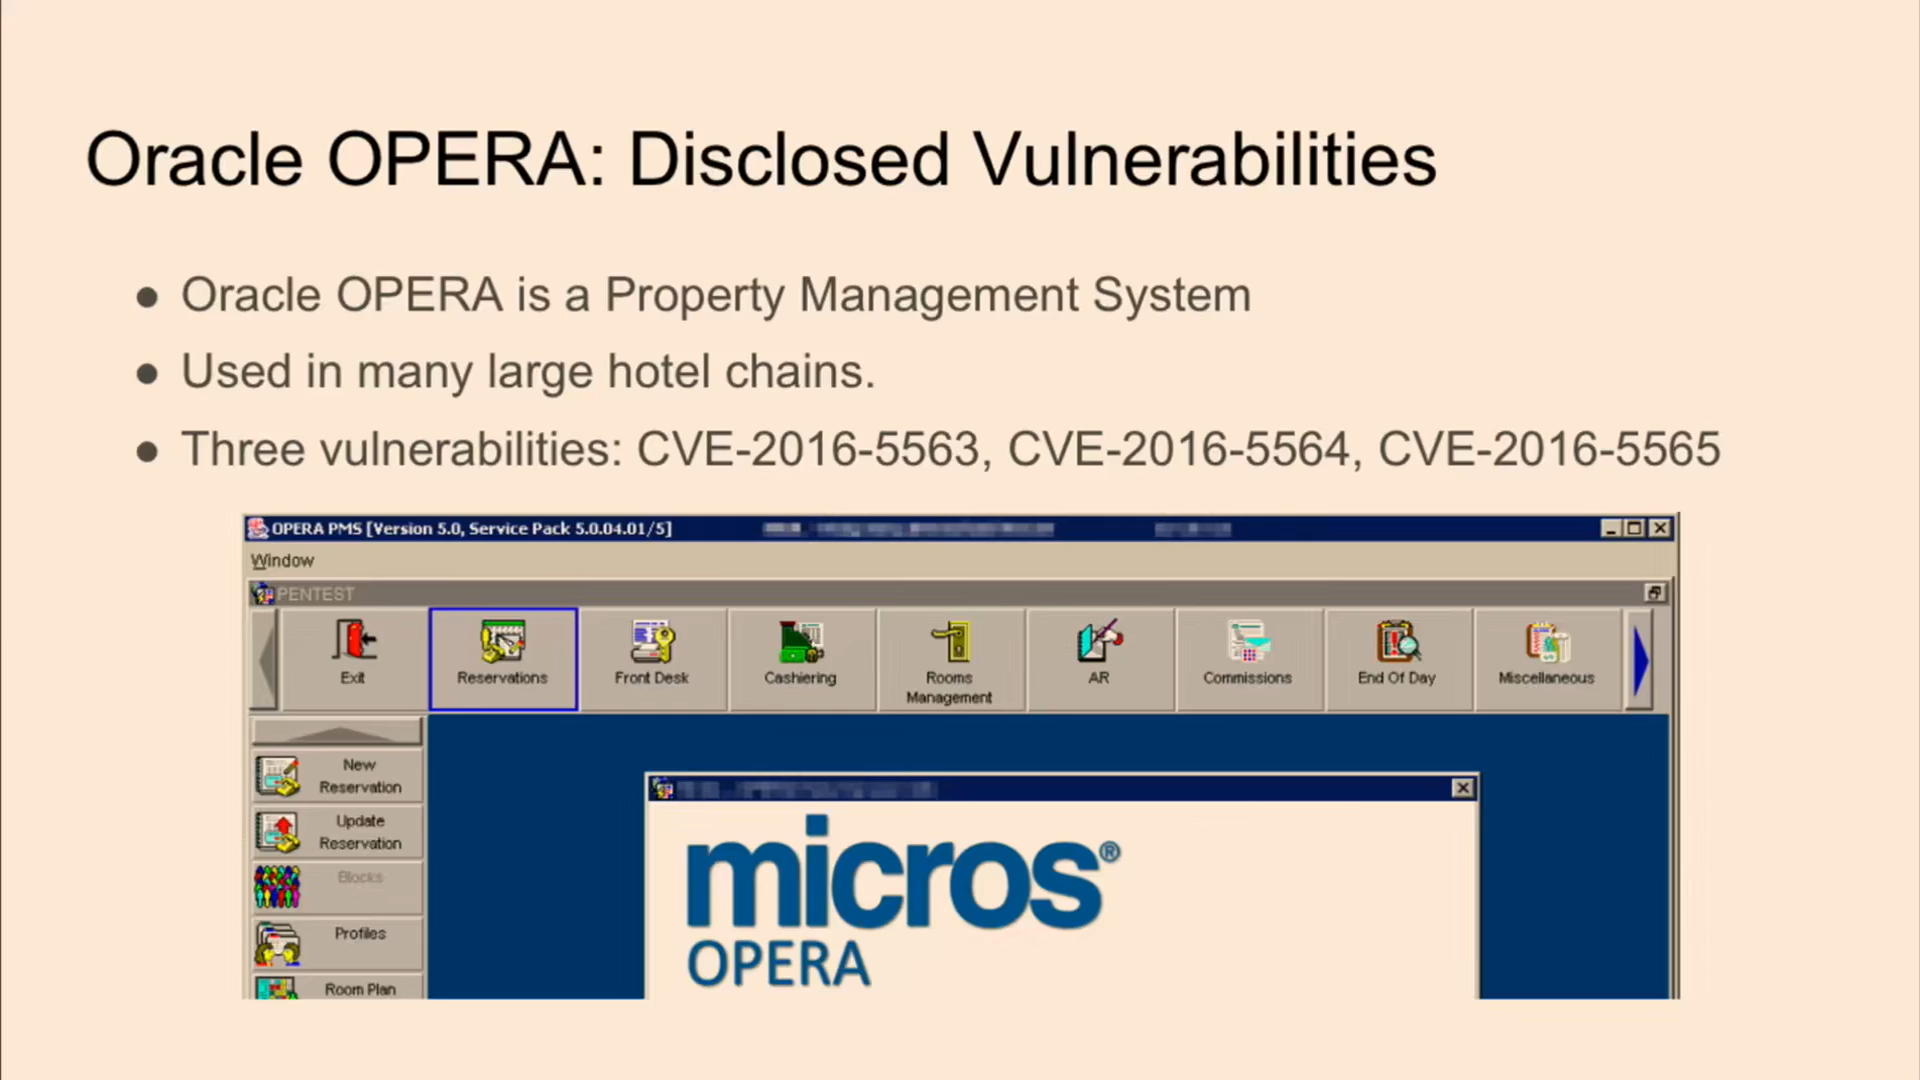 Oracle OPERA: Disclosed Vulnerabilities
● Oracle OPERA is a Property Management System
● Used in many large hotel chains.
● Three vulnerabilities: CVE-2016-5563, CVE-2016-5564, CVE-2016-5565
OPERA PMS [Version 5.0, Service Pack 5.0.04.01/5]
Window
PENTEST
Exit
Reservations
Front Desk
Cashiering
Rooms
Management
AR
Commissions
End Of Day
Miscellaneous
New
Reservation
Update
Reservation
Blocks
Profiles
Room Plan
micros®
OPERA